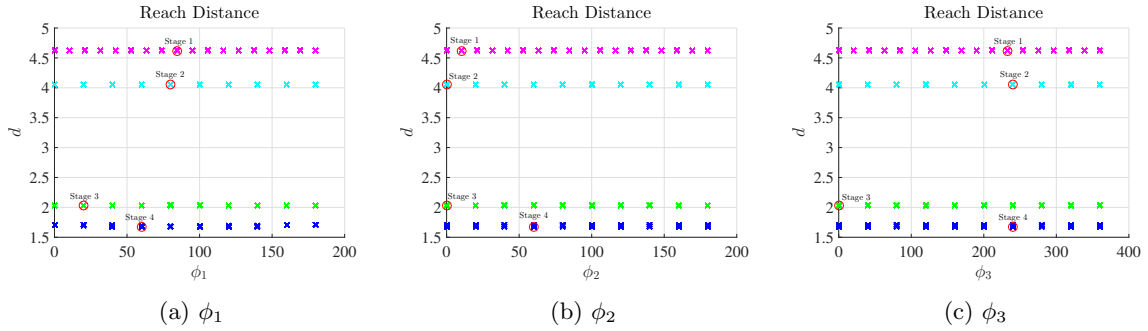 Reach Distance
5
4.5
4
3.5
3
2.5
2
1.5
d
Stage 1
Stage 2
Stage 3
Stage 4
0 50 100 150 200
ϕ1
(a) ϕ1
Reach Distance
5
4.5
4
3.5
3
2.5
2
1.5
d
Stage 1
Stage 2
Stage 3
Stage 4
0 50 100 150 200
ϕ2
(b) ϕ2
Reach Distance
5
4.5
4
3.5
3
2.5
2
1.5
d
Stage 1
Stage 2
Stage 3
Stage 4
0 100 200 300 400
ϕ3
(c) ϕ3